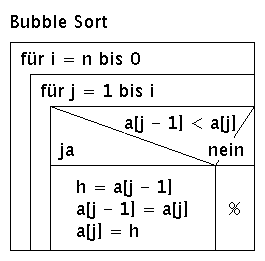 Bubble Sort
für i = n bis 0
für j = 1 bis i
a[j - 1] < a[j]
ja nein
h = a[j - 1]
a[j - 1] = a[j] %
a[j] = h